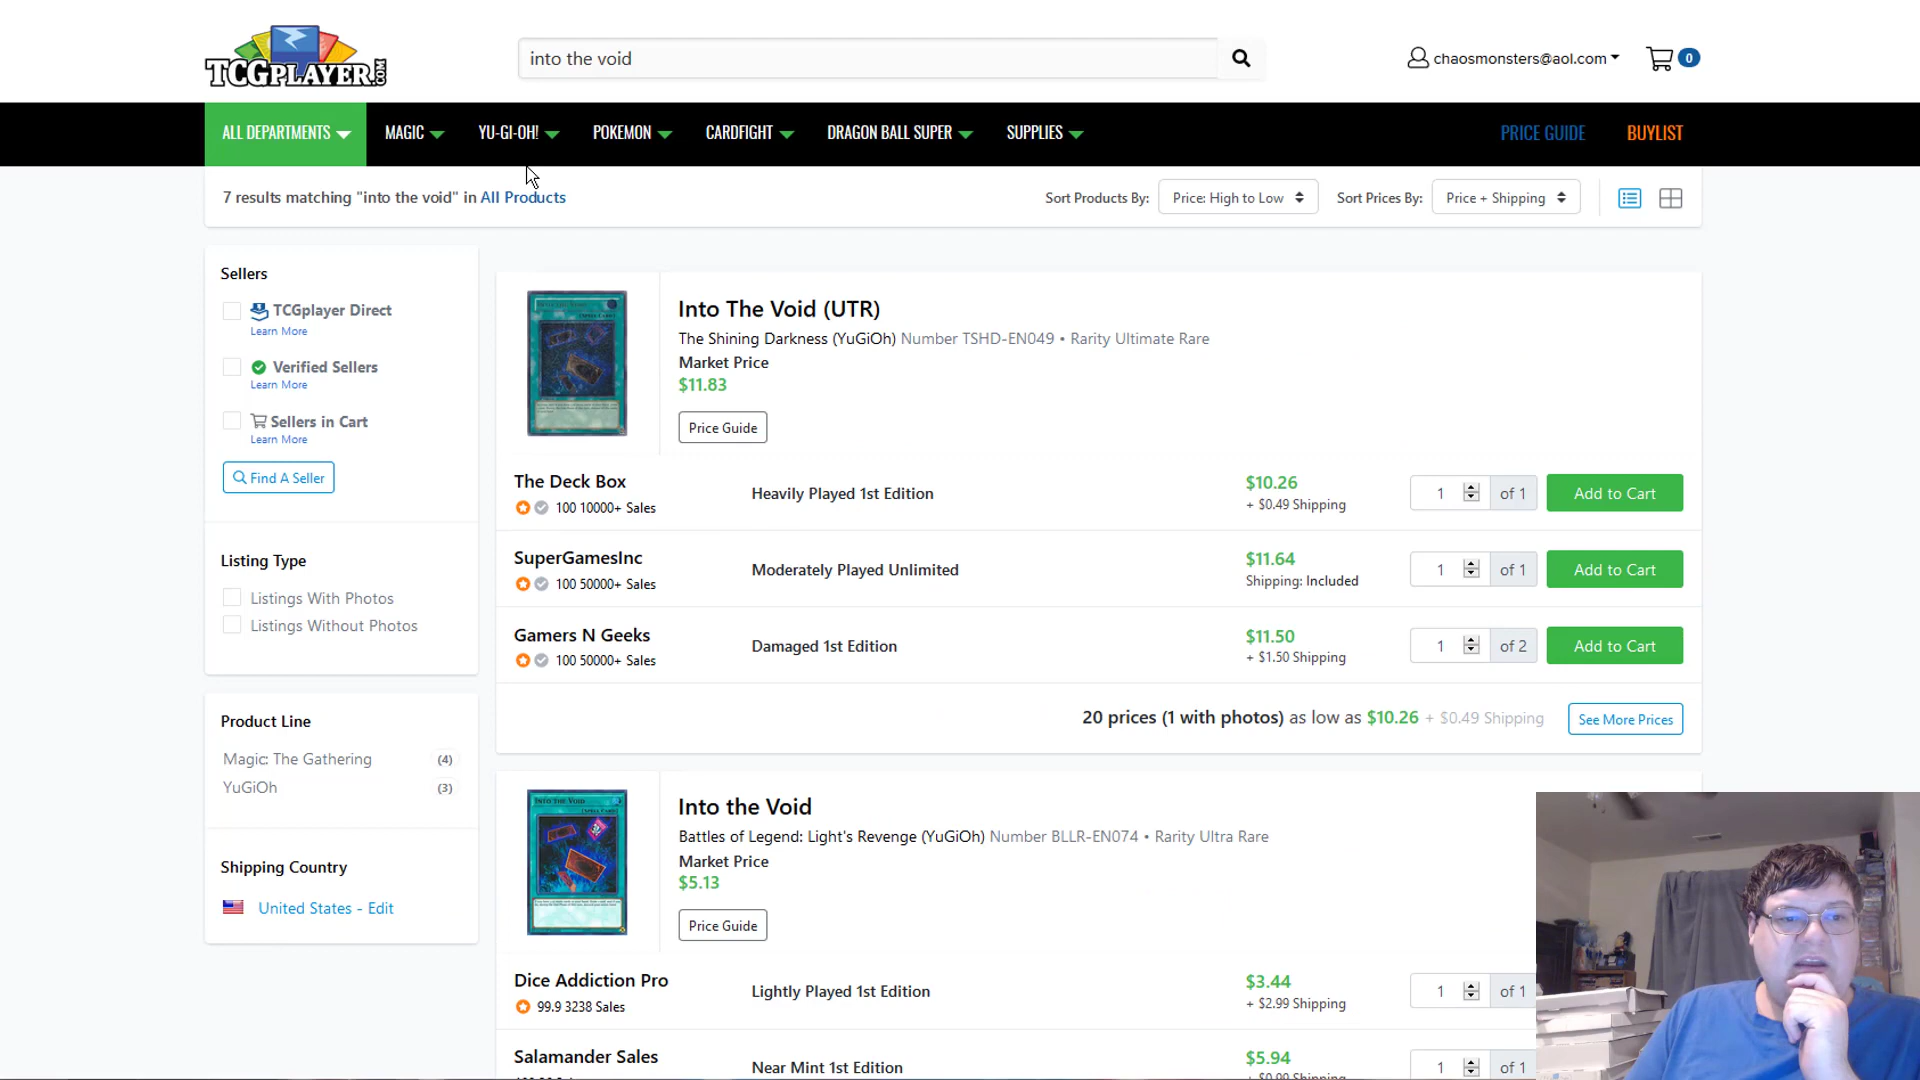 TCGPLAYER.COM
into the void
chaosmonsters@aol.com
0
ALL DEPARTMENTS
MAGIC
YU-GI-OH!
POKEMON
CARDFIGHT
DRAGON BALL SUPER
SUPPLIES
PRICE GUIDE
BUYLIST
7 results matching "into the void" in All Products
Sort Products By: Price: High to Low
Sort Prices By: Price + Shipping
Sellers
TCGplayer Direct
Learn More
Verified Sellers
Learn More
Sellers in Cart
Learn More
Find A Seller
Listing Type
Listings With Photos
Listings Without Photos
Product Line
Magic: The Gathering (4)
YuGiOh (3)
Shipping Country
United States - Edit
Into The Void (UTR)
The Shining Darkness (YuGiOh) Number TSHD-EN049 • Rarity Ultimate Rare
Market Price
$11.83
Price Guide
The Deck Box
100 10000+ Sales
Heavily Played 1st Edition
$10.26
+ $0.49 Shipping
1 of 1
Add to Cart
SuperGamesInc
100 50000+ Sales
Moderately Played Unlimited
$11.64
Shipping: Included
1 of 1
Add to Cart
Gamers N Geeks
100 50000+ Sales
Damaged 1st Edition
$11.50
+ $1.50 Shipping
1 of 2
Add to Cart
20 prices (1 with photos) as low as $10.26 + $0.49 Shipping
See More Prices
INTO THE VOID
Into the Void
Battles of Legend: Light's Revenge (YuGiOh) Number BLLR-EN074 • Rarity Ultra Rare
Market Price
$5.13
Price Guide
Dice Addiction Pro
99.9 3238 Sales
Lightly Played 1st Edition
$3.44
+ $2.99 Shipping
1 of 1
Salamander Sales
Near Mint 1st Edition
$5.94
1 of 1